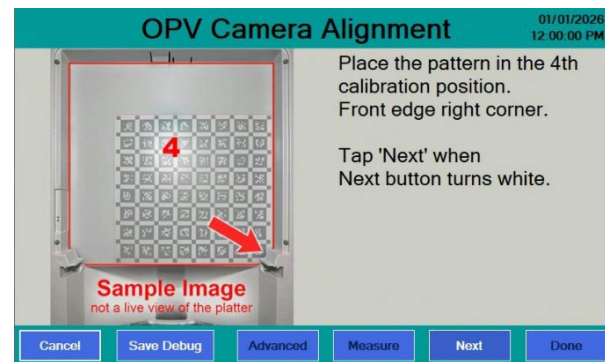 OPV Camera Alignment
01/01/2026
12:00:00 PM
Place the pattern in the 4th
calibration position.
Front edge right corner.
Tap 'Next' when
Next button turns white.
4
Sample Image
not a live view of the platter
Cancel
Save Debug
Advanced
Measure
Next
Done